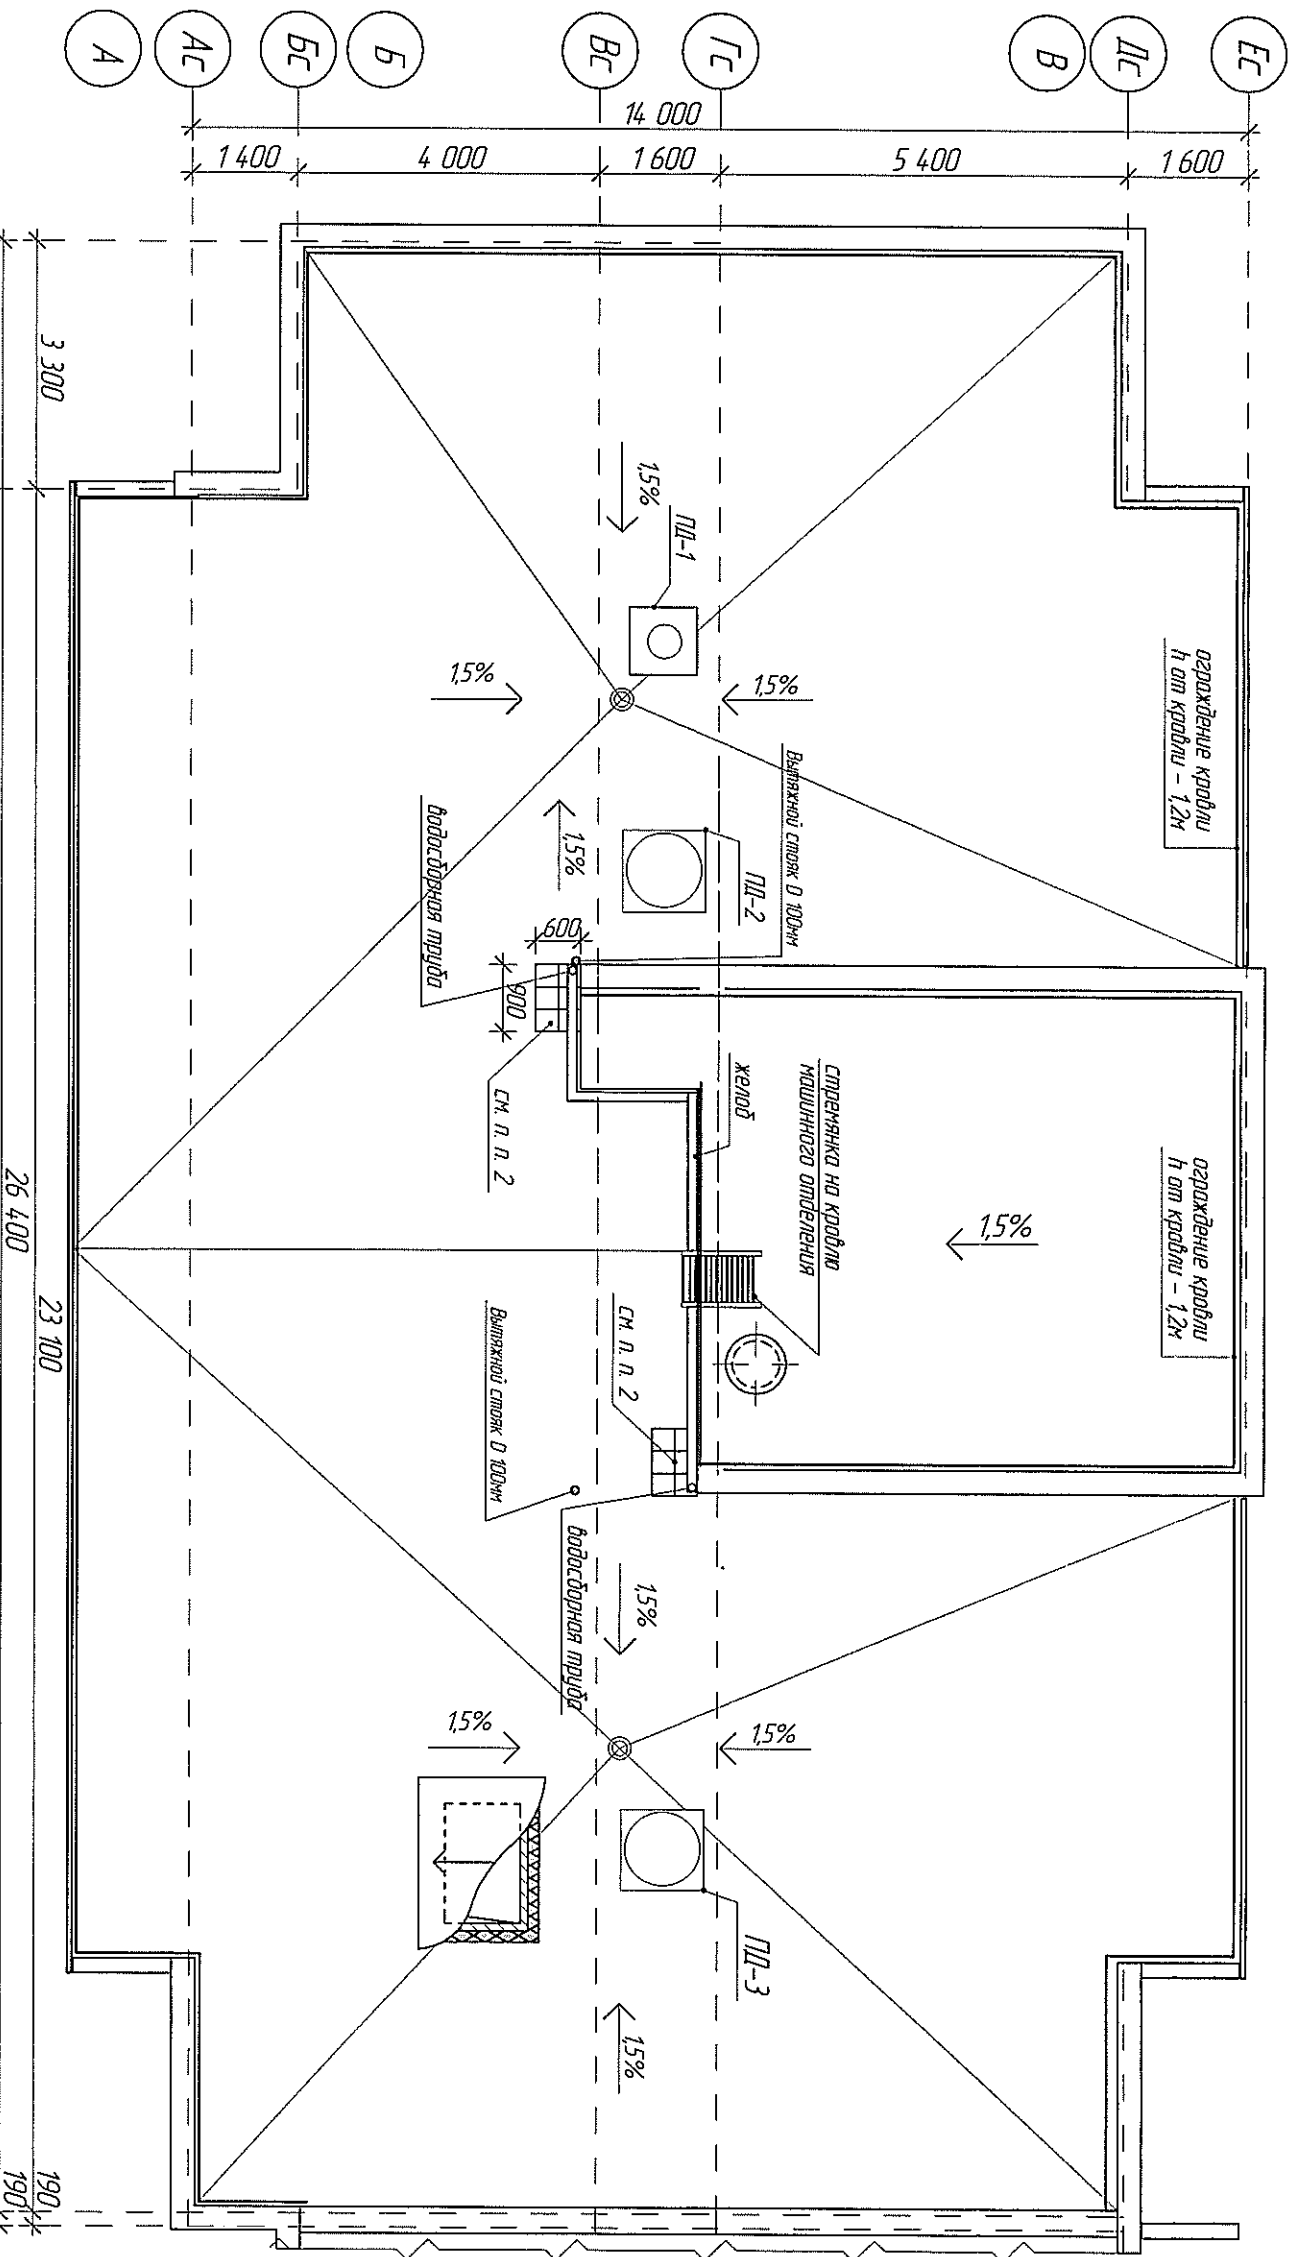 Ес
Дс
В
Гс
Вс
Б
Бс
Ас
А
14 000
1 600
5 400
1 600
4 000
1 400
ограждение кровли
h от кровли - 1,2м
ограждение кровли
h от кровли - 1,2м
1,5%
ПД-1
1,5%
1,5%
1,5%
ПД-2
Вытяжной стояк D 100мм
водосборная труба
600
900
см. п. п. 2
желоб
стремянка на кровлю
машинного отделения
1,5%
см. п. п. 2
Вытяжной стояк D 100мм
водосборная труба
1,5%
1,5%
1,5%
ПД-3
1,5%
3 300
23 100
190
26 400
190